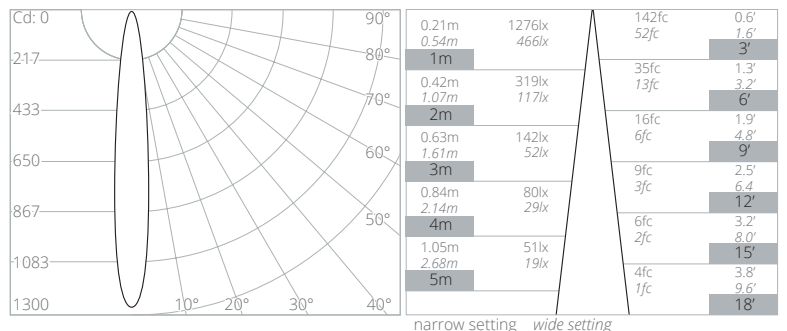 Cd: 0
217
433
650
867
1083
1300
90°
80°
70°
60°
50°
40°
30°
20°
10°
0.21m 1276lx
0.54m 466lx
1m
0.42m 319lx
1.07m 117lx
2m
0.63m 142lx
1.61m 52lx
3m
0.84m 80lx
2.14m 29lx
4m
1.05m 51lx
2.68m 19lx
5m
142fc 0.6'
52fc 1.6'
3'
35fc 1.3'
13fc 3.2'
6'
16fc 1.9'
6fc 4.8'
9'
9fc 2.5'
3fc 6.4
12'
6fc 3.2'
2fc 8.0'
15'
4fc 3.8'
1fc 9.6'
18'
narrow setting wide setting